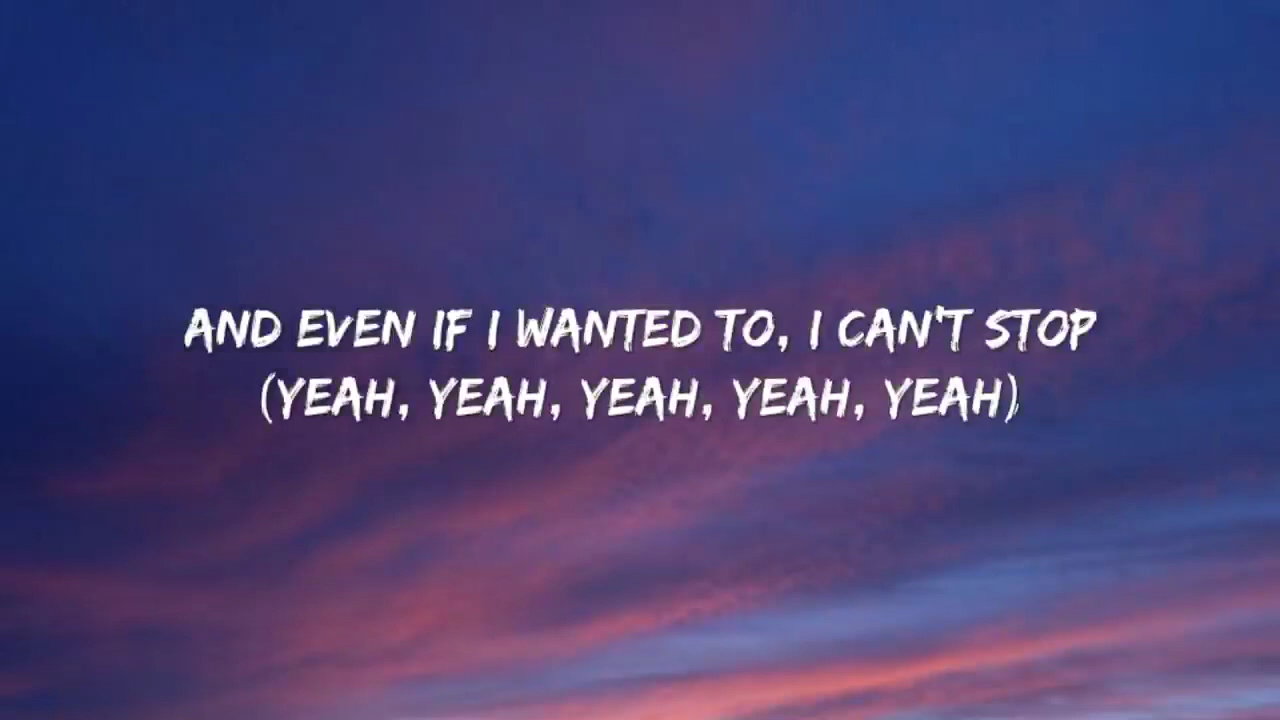 AND EVEN IF I WANTED TO, I CAN'T STOP
(YEAH, YEAH, YEAH, YEAH, YEAH)